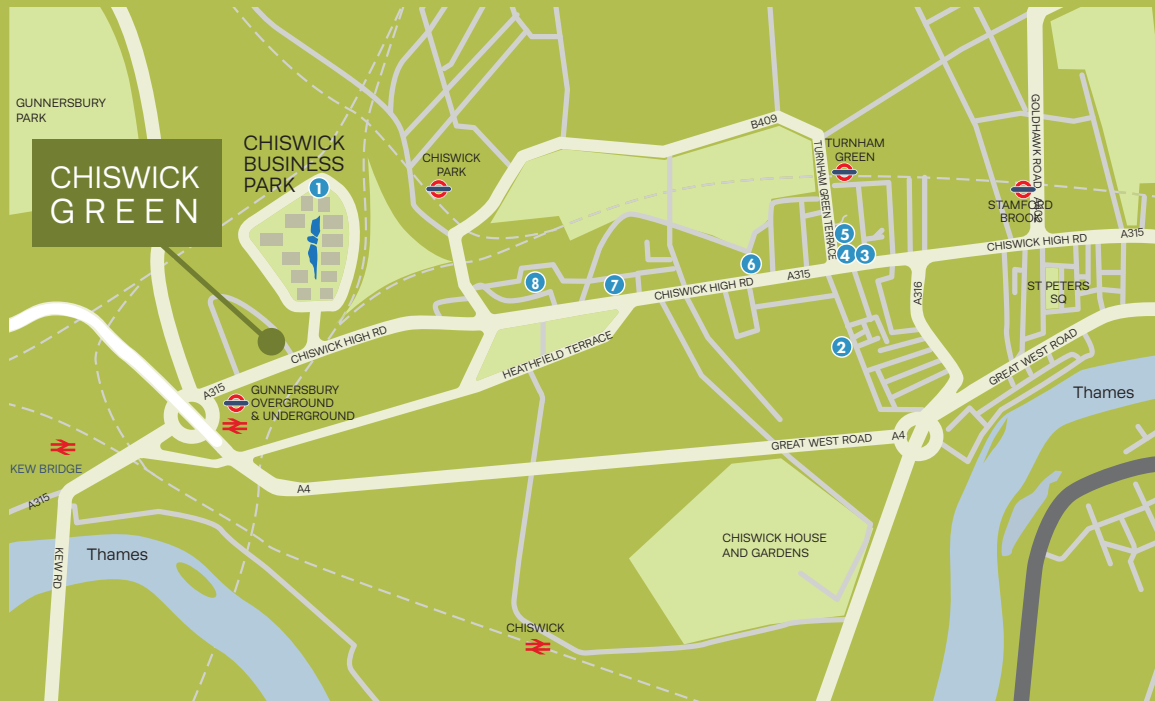 GUNNERSBURY
PARK
CHISWICK
GREEN
CHISWICK
BUSINESS
PARK
1
CHISWICK
PARK
B409
TURNHAM
GREEN
TURNHAM GREEN TERRACE
GOLDHAWK ROAD A402
STAMFORD
BROOK
A315
CHISWICK HIGH RD
5
4
3
6
A315
CHISWICK HIGH RD
7
8
A316
ST PETERS
SQ
2
GREAT WEST ROAD
Thames
HEATHFIELD TERRACE
CHISWICK HIGH RD
A315
GUNNERSBURY
OVERGROUND
& UNDERGROUND
KEW BRIDGE
A315
A4
GREAT WEST ROAD
A4
KEW RD
Thames
CHISWICK HOUSE
AND GARDENS
CHISWICK